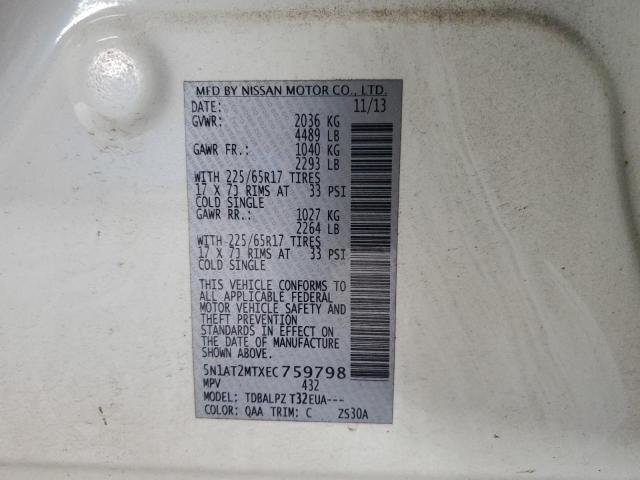 MFD BY NISSAN MOTOR CO., LTD.
DATE: 11/13
GVWR: 2036 KG
4489 LB
GAWR FR.: 1040 KG
2293 LB
WITH 225/65R17 TIRES
17 X 7J RIMS AT 33 PSI
COLD SINGLE
GAWR RR.: 1027 KG
2264 LB
WITH 225/65R17 TIRES
17 X 7J RIMS AT 33 PSI
COLD SINGLE
THIS VEHICLE CONFORMS TO
ALL APPLICABLE FEDERAL
MOTOR VEHICLE SAFETY AND
THEFT PREVENTION
STANDARDS IN EFFECT ON
THE DATE OF MANUFACTURE
SHOWN ABOVE.
5N1AT2MTXEC759798
MPV 432
MODEL: TDBALPZ T32EUA---
COLOR: QAA TRIM: C ZS30A